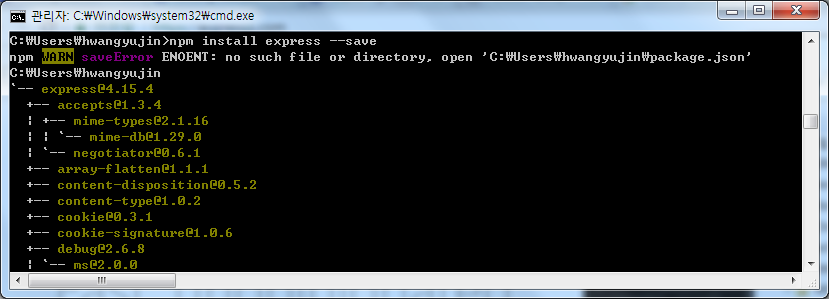 관리자: C:₩Windows₩system32₩cmd.exe
C:₩Users₩hwangyujin>npm install express --save
npm WARN saveError ENOENT: no such file or directory, open 'C:₩Users₩hwangyujin₩package.json'
C:₩Users₩hwangyujin
`-- express@4.15.4
  +-- accepts@1.3.4
  | +-- mime-types@2.1.16
  | | `-- mime-db@1.29.0
  | `-- negotiator@0.6.1
  +-- array-flatten@1.1.1
  +-- content-disposition@0.5.2
  +-- content-type@1.0.2
  +-- cookie@0.3.1
  +-- cookie-signature@1.0.6
  +-- debug@2.6.8
  | `-- ms@2.0.0